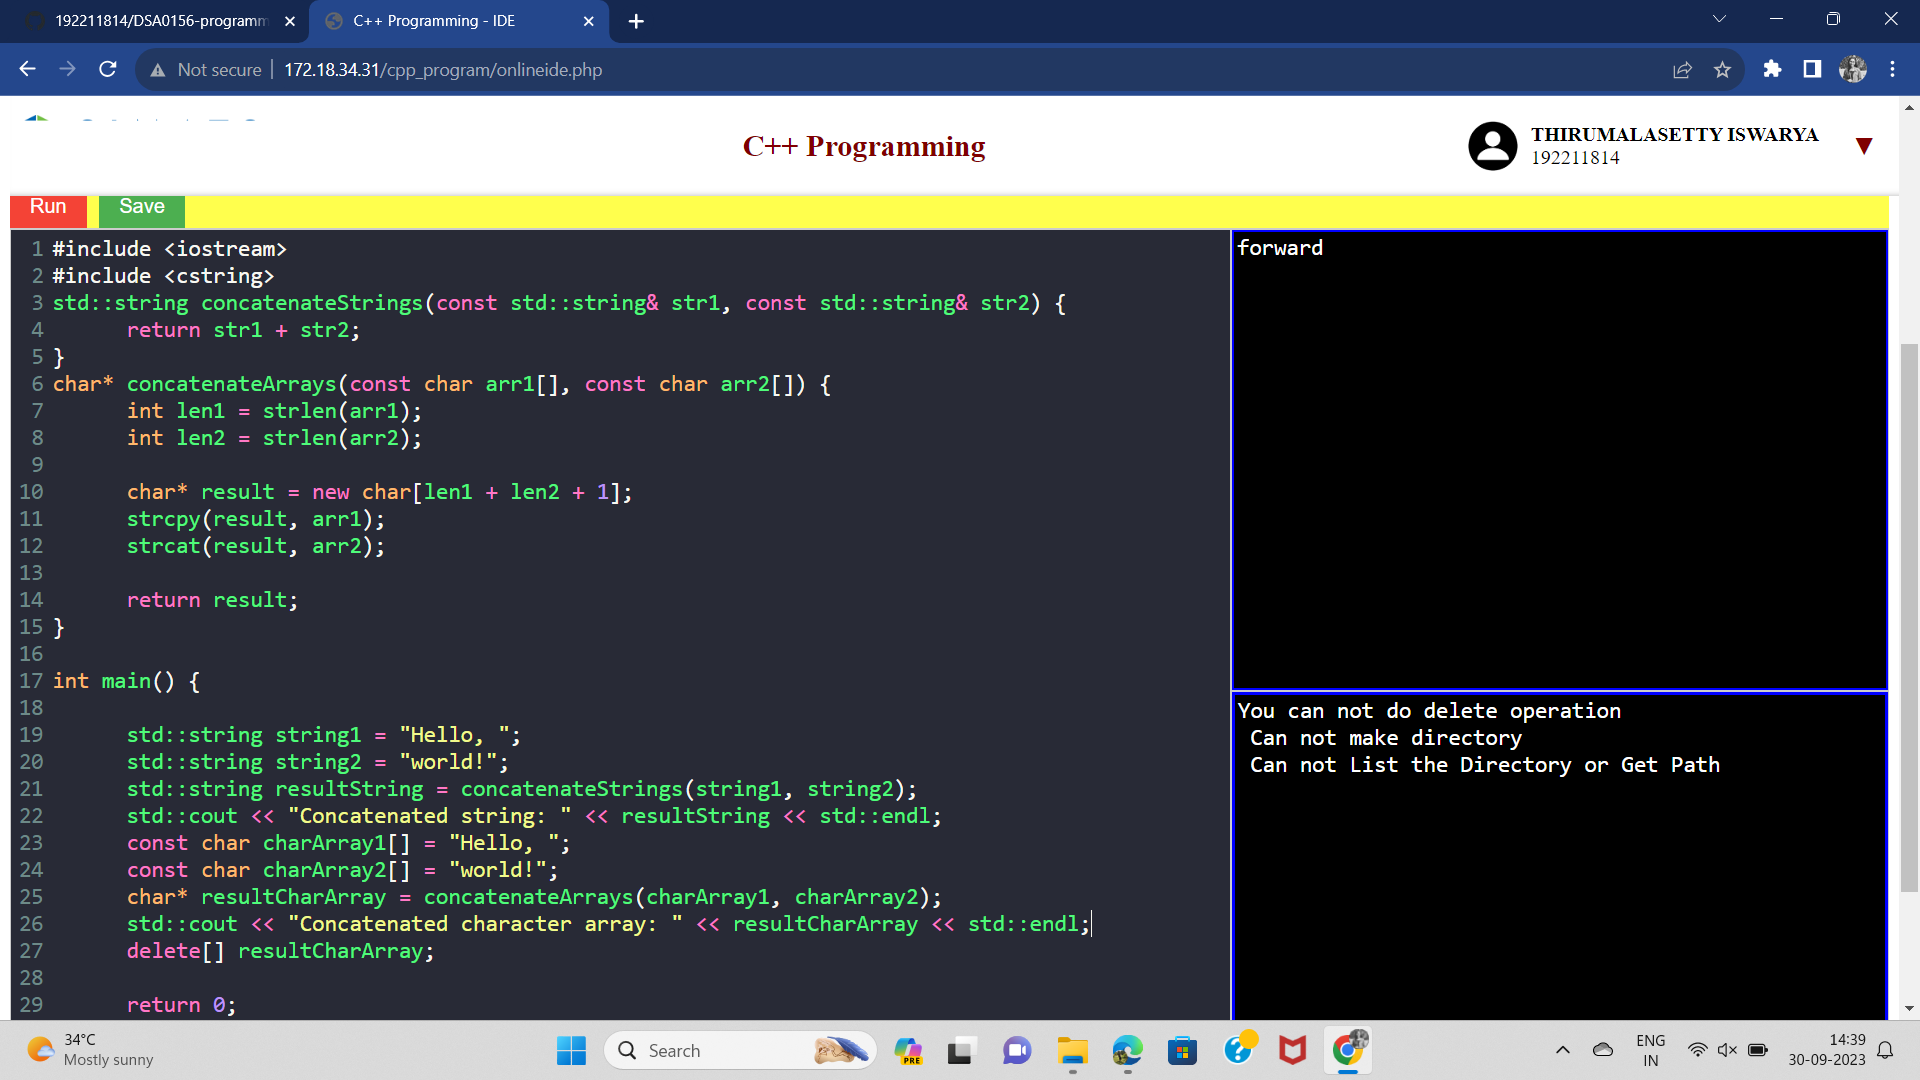 192211814/DSA0156-programm
C++ Programming - IDE
Not secure
172.18.34.31/cpp_program/onlineide.php
C++ Programming
THIRUMALASETTY ISWARYA
192211814
Run
Save
1 #include <iostream>
2 #include <cstring>
3 std::string concatenateStrings(const std::string& str1, const std::string& str2) {
4 return str1 + str2;
5 }
6 char* concatenateArrays(const char arr1[], const char arr2[]) {
7 int len1 = strlen(arr1);
8 int len2 = strlen(arr2);
9
10 char* result = new char[len1 + len2 + 1];
11 strcpy(result, arr1);
12 strcat(result, arr2);
13
14 return result;
15 }
16
17 int main() {
18
19 std::string string1 = "Hello, ";
20 std::string string2 = "world!";
21 std::string resultString = concatenateStrings(string1, string2);
22 std::cout << "Concatenated string: " << resultString << std::endl;
23 const char charArray1[] = "Hello, ";
24 const char charArray2[] = "world!";
25 char* resultCharArray = concatenateArrays(charArray1, charArray2);
26 std::cout << "Concatenated character array: " << resultCharArray << std::endl;
27 delete[] resultCharArray;
28
29 return 0;
forward
You can not do delete operation
Can not make directory
Can not List the Directory or Get Path
34°C
Mostly sunny
Search
PRE
ENG
IN
14:39
30-09-2023